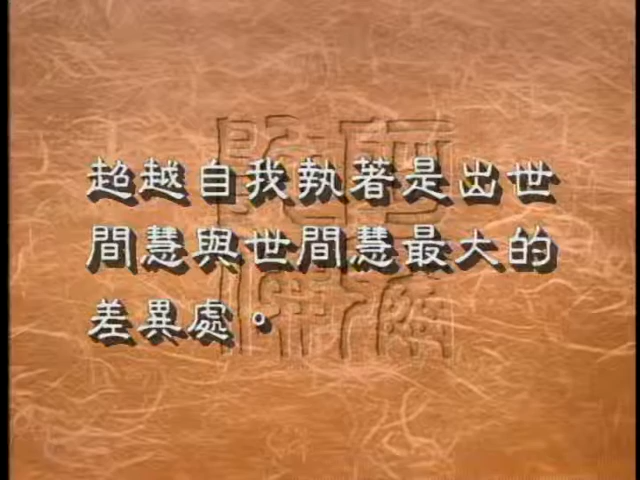 超越自我執著是出世
間慧與世間慧最大的
差異處。